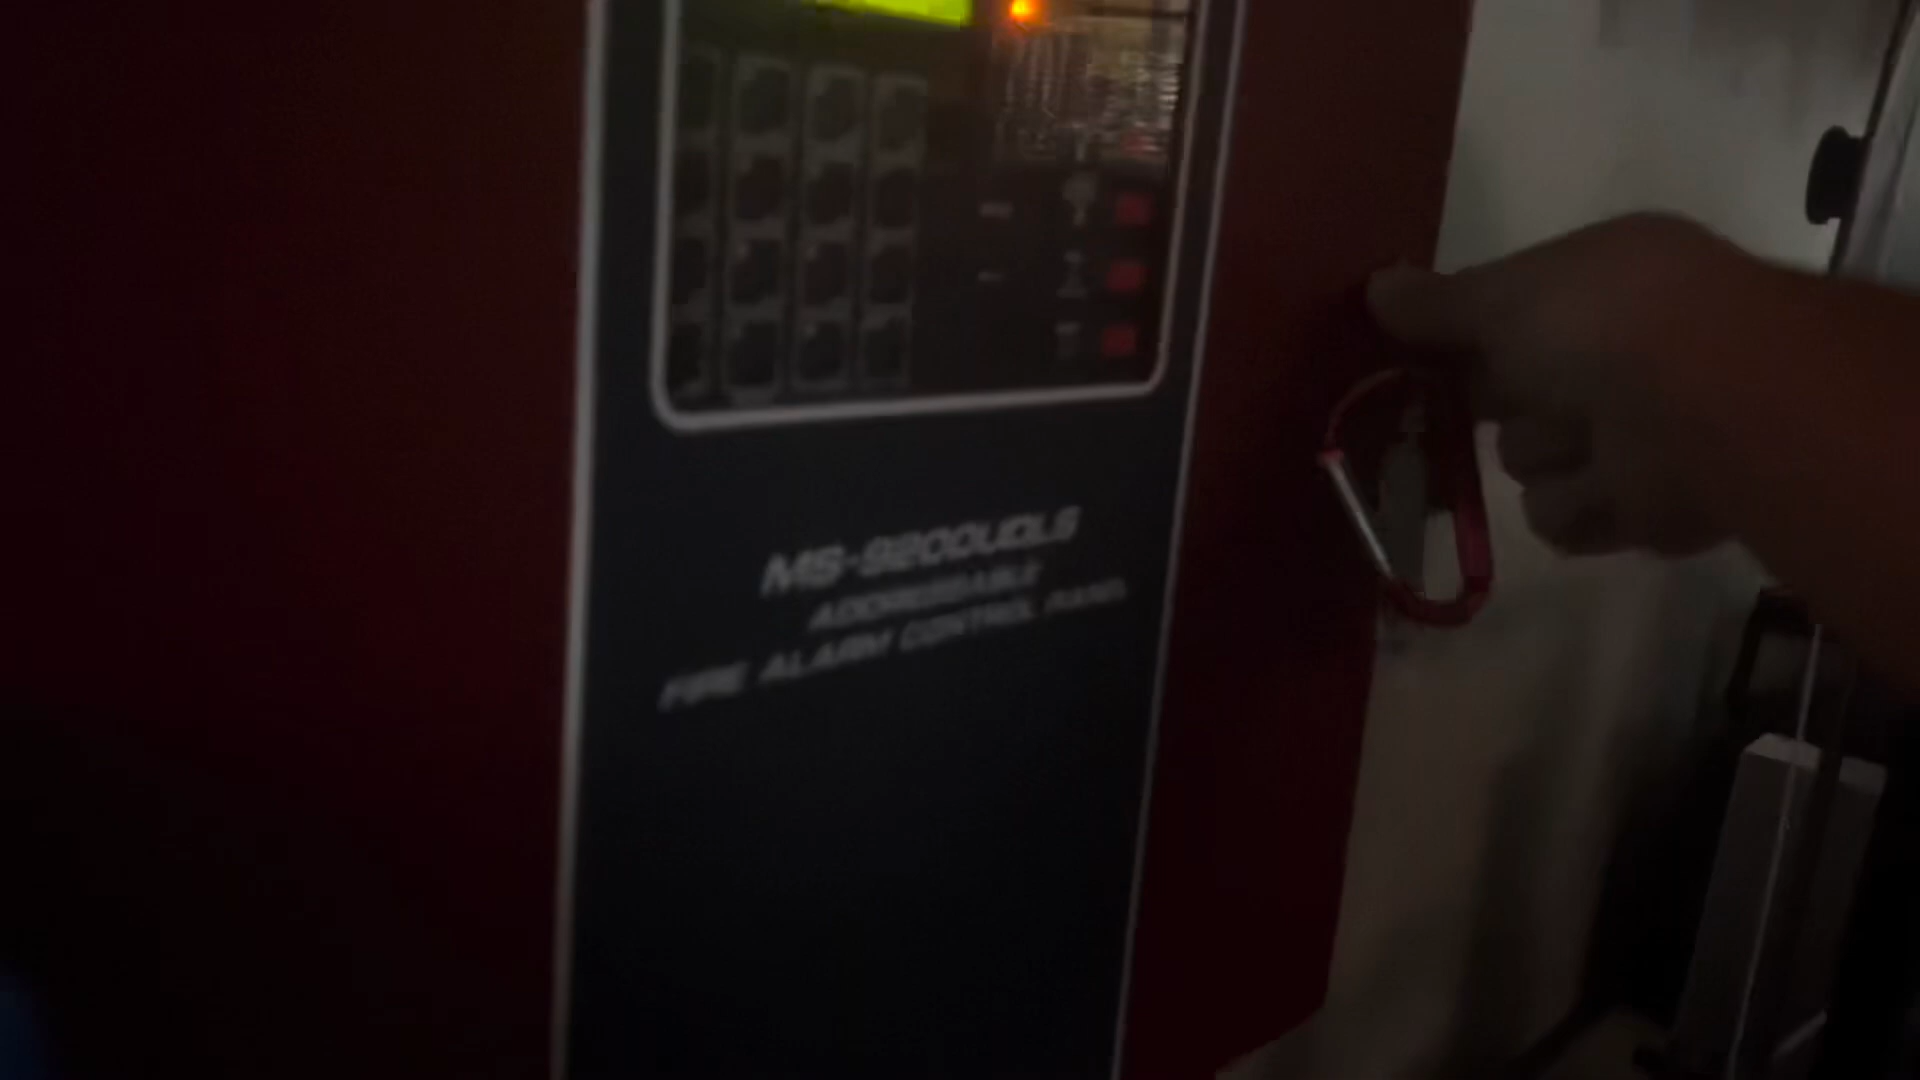 MS-9200UDLS
ADDRESSABLE
FIRE ALARM CONTROL PANEL